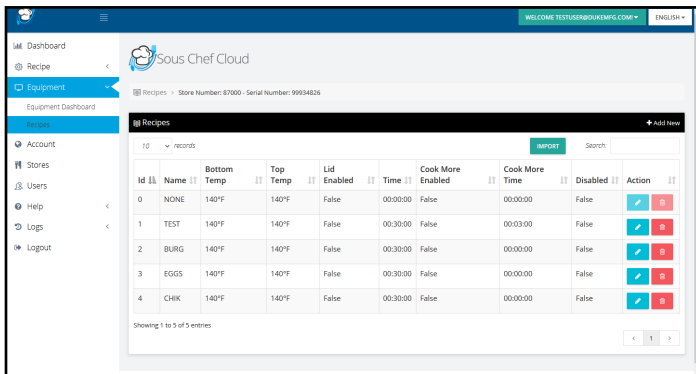 WELCOME TESTUSER@DUKEMFG.COM!
ENGLISH
Dashboard
Recipe
Equipment
Equipment Dashboard
Recipes
Account
Stores
Users
Help
Logs
Logout
Sous Chef Cloud
Recipes > Store Number: 87000 - Serial Number: 99934826
Recipes
+ Add New
10 records
IMPORT
Search:
Id Name Bottom Temp Top Temp Lid Enabled Time Cook More Enabled Cook More Time Disabled Action
0 NONE 140°F 140°F False 00:00:00 False 00:00:00 False
1 TEST 140°F 140°F False 00:30:00 False 00:03:00 False
2 BURG 140°F 140°F False 00:30:00 False 00:00:00 False
3 EGGS 140°F 140°F False 00:30:00 False 00:00:00 False
4 CHIK 140°F 140°F False 00:30:00 False 00:00:00 False
Showing 1 to 5 of 5 entries
< 1 >